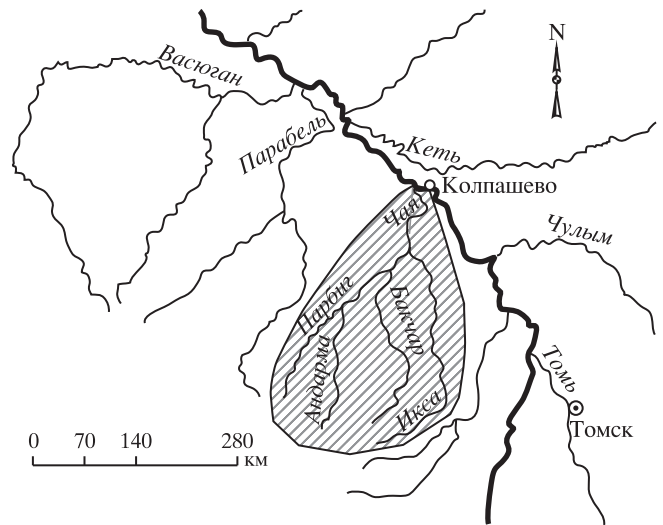 N
Васюган
Парабель
Кеть
Колпашево
Чая
Чулым
Парбиг
Бакчар
Андарма
Икса
Томь
Томск
0 70 140 280
км